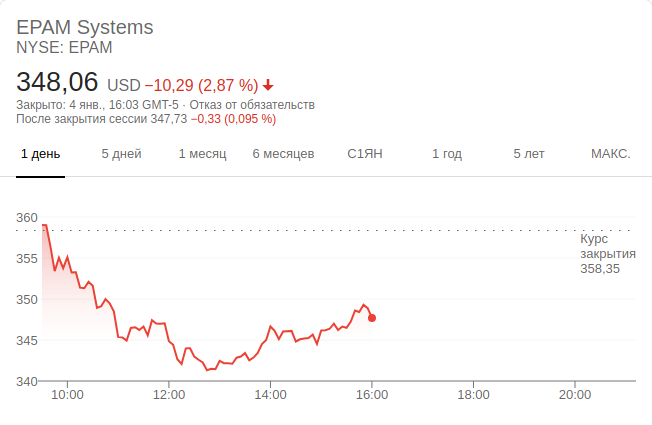 EPAM Systems
NYSE: EPAM
348,06 USD −10,29 (2,87 %)
Закрыто: 4 янв., 16:03 GMT-5 · Отказ от обязательств
После закрытия сессии 347,73 −0,33 (0,095 %)
1 день 5 дней 1 месяц 6 месяцев С1ЯН 1 год 5 лет МАКС.
360
Курс
закрытия
358,35
355
350
345
340
10:00 12:00 14:00 16:00 18:00 20:00